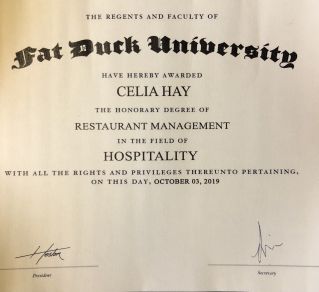 THE REGENTS AND FACULTY OF
Fat Duck University
HAVE HEREBY AWARDED
CELIA HAY
THE HONORARY DEGREE OF
RESTAURANT MANAGEMENT
IN THE FIELD OF
HOSPITALITY
WITH ALL THE RIGHTS AND PRIVILEGES THEREUNTO PERTAINING,
ON THIS DAY, OCTOBER 03, 2019
President Secretary